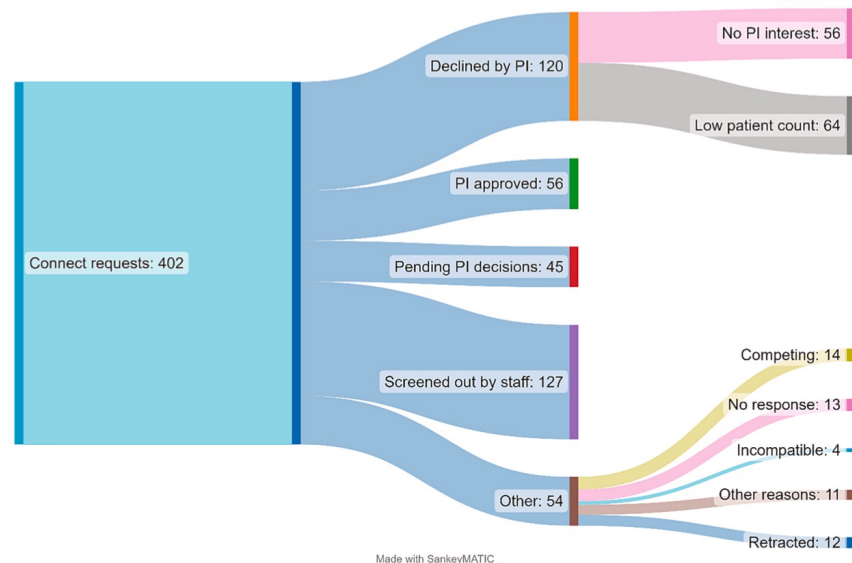 No PI interest: 56
Declined by PI: 120
Low patient count: 64
PI approved: 56
Connect requests: 402
Pending PI decisions: 45
Competing: 14
Screened out by staff: 127
No response: 13
Incompatible: 4
Other: 54
Other reasons: 11
Retracted: 12
Made with SankeyMATIC